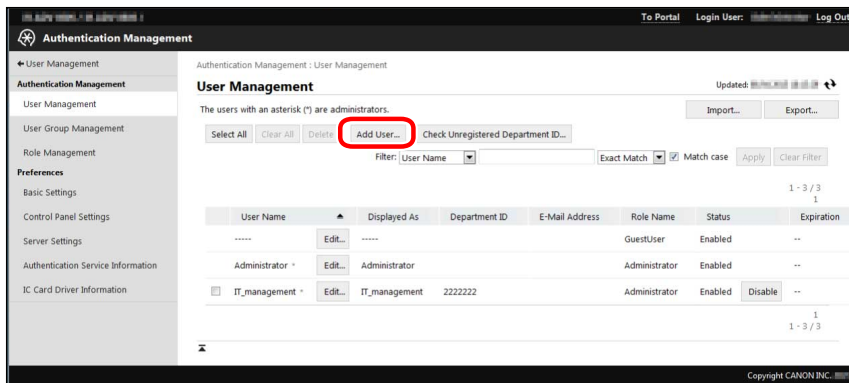 To Portal Login User: Log Out
Authentication Management
User Management
Authentication Management : User Management
Authentication Management
User Management
Updated:
User Management
The users with an asterisk (*) are administrators.
Import... Export...
User Group Management
Select All Clear All Delete Add User... Check Unregistered Department ID...
Role Management
Filter: User Name Exact Match Match case Apply Clear Filter
Preferences
Basic Settings
1 - 3 / 3
1
Control Panel Settings
User Name Displayed As Department ID E-Mail Address Role Name Status Expiration
Server Settings
----- Edit... ----- GuestUser Enabled --
Authentication Service Information
Administrator * Edit... Administrator Administrator Enabled --
IC Card Driver Information
IT_management * Edit... IT_management 2222222 Administrator Enabled Disable --
1
1 - 3 / 3
Copyright CANON INC.